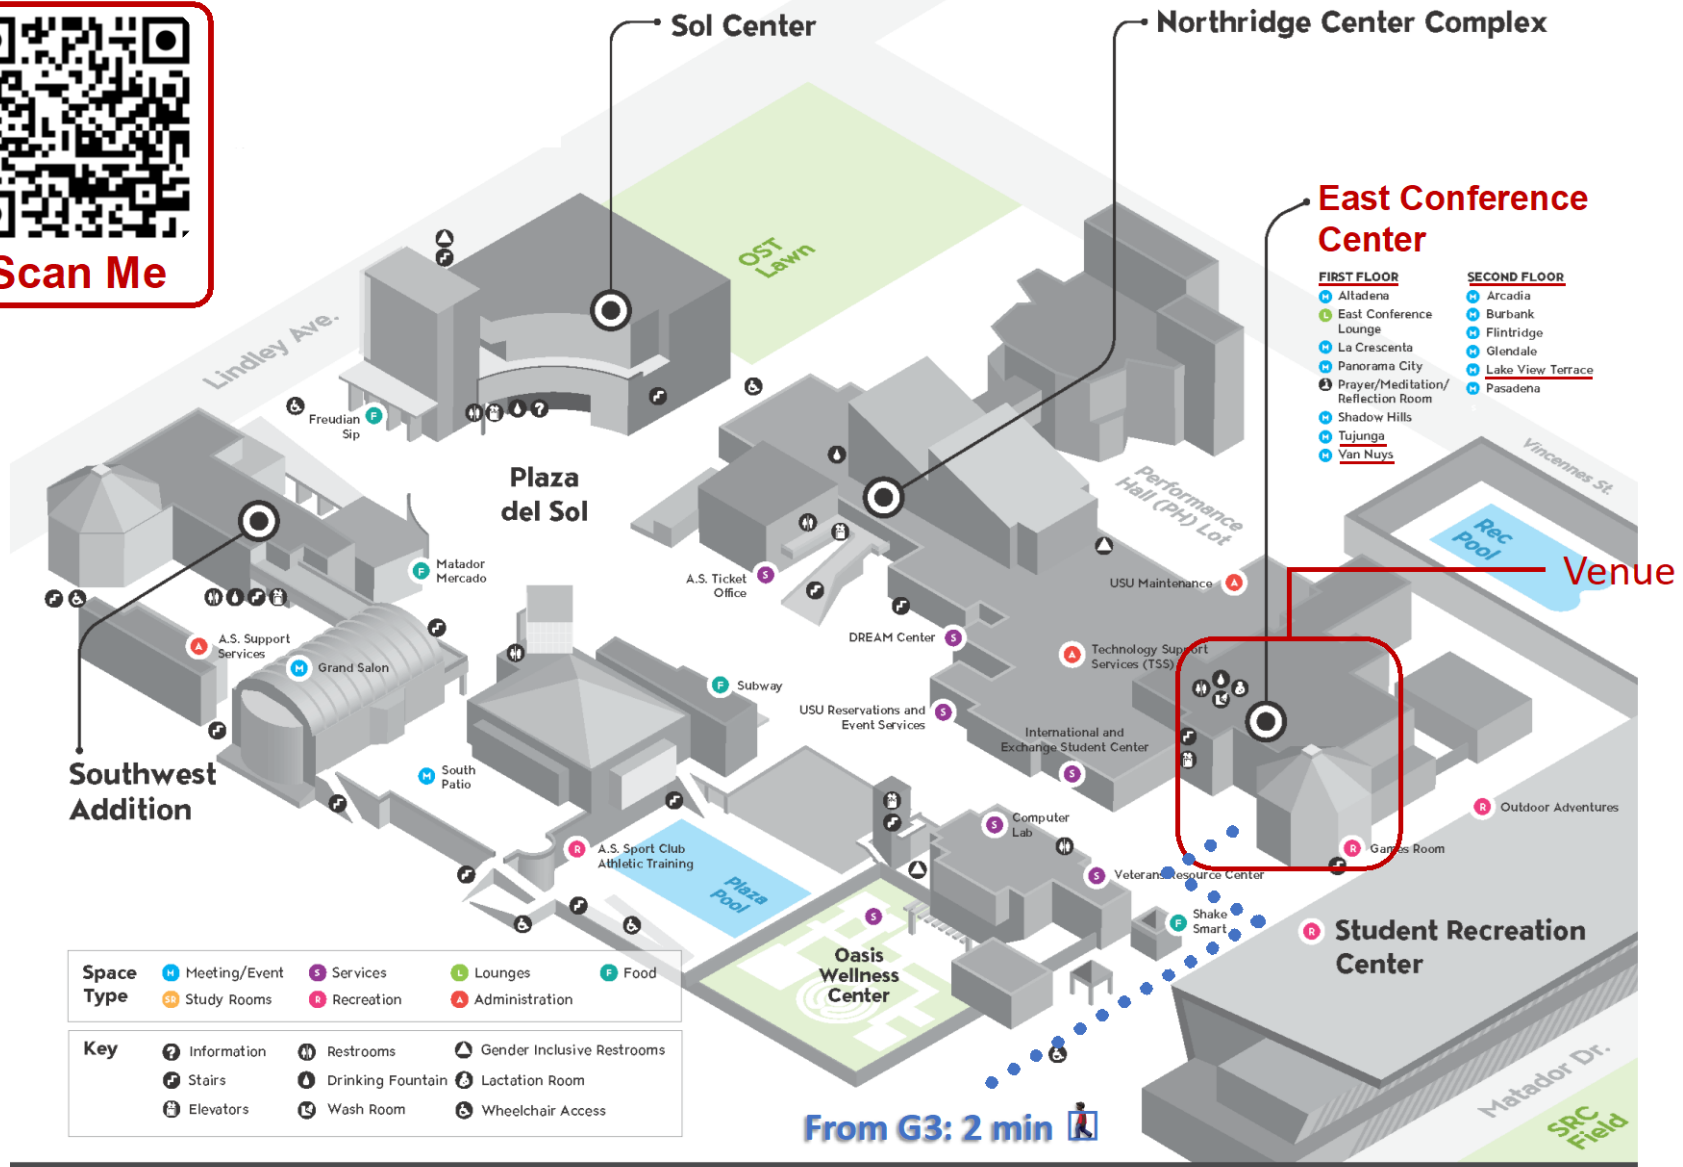 Scan Me
Sol Center
Northridge Center Complex
East Conference
Center
FIRST FLOOR
Altadena
East Conference
Lounge
La Crescenta
Panorama City
Prayer/Meditation/
Reflection Room
Shadow Hills
Tujunga
Van Nuys
SECOND FLOOR
Arcadia
Burbank
Flintridge
Glendale
Lake View Terrace
Pasadena
OST
Lawn
Lindley Ave.
Freudian
Sip
Plaza
del Sol
Performance
Hall (PH) Lot
Vincennes St.
Rec
Pool
Venue
Matador
Mercado
A.S. Ticket
Office
USU Maintenance
A.S. Support
Services
Grand Salon
DREAM Center
Technology Support
Services (TSS)
Subway
USU Reservations and
Event Services
International and
Exchange Student Center
Southwest
Addition
South
Patio
Outdoor Adventures
Computer
Lab
A.S. Sport Club
Athletic Training
Games Room
Veterans Resource Center
Plaza
Pool
Shake
Smart
Student Recreation
Center
Oasis
Wellness
Center
Space
Type
M Meeting/Event
S Services
L Lounges
F Food
SR Study Rooms
R Recreation
A Administration
Key
Information
Restrooms
Gender Inclusive Restrooms
Stairs
Drinking Fountain
Lactation Room
Elevators
Wash Room
Wheelchair Access
From G3: 2 min
Matador Dr.
SRC
Field